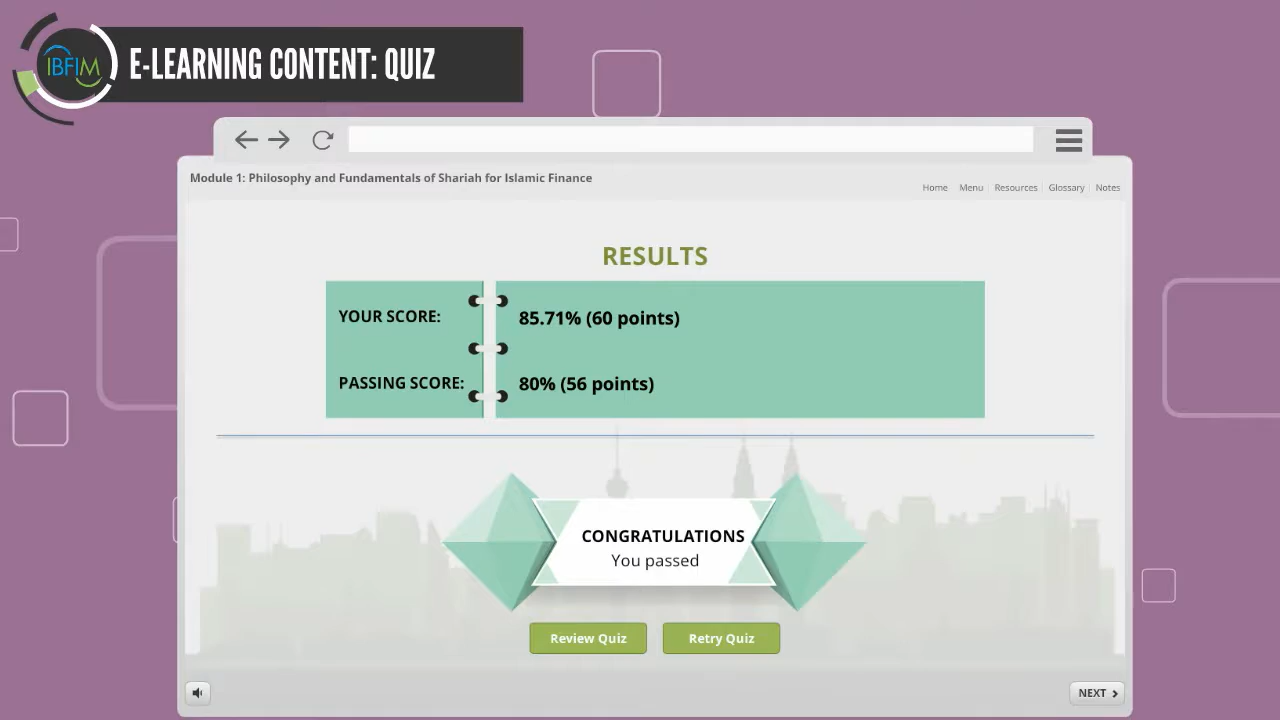 IBFIM
E-LEARNING CONTENT: QUIZ
Module 1: Philosophy and Fundamentals of Shariah for Islamic Finance
Home Menu Resources Glossary Notes
RESULTS
YOUR SCORE: 85.71% (60 points)
PASSING SCORE: 80% (56 points)
CONGRATULATIONS
You passed
Review Quiz Retry Quiz
NEXT